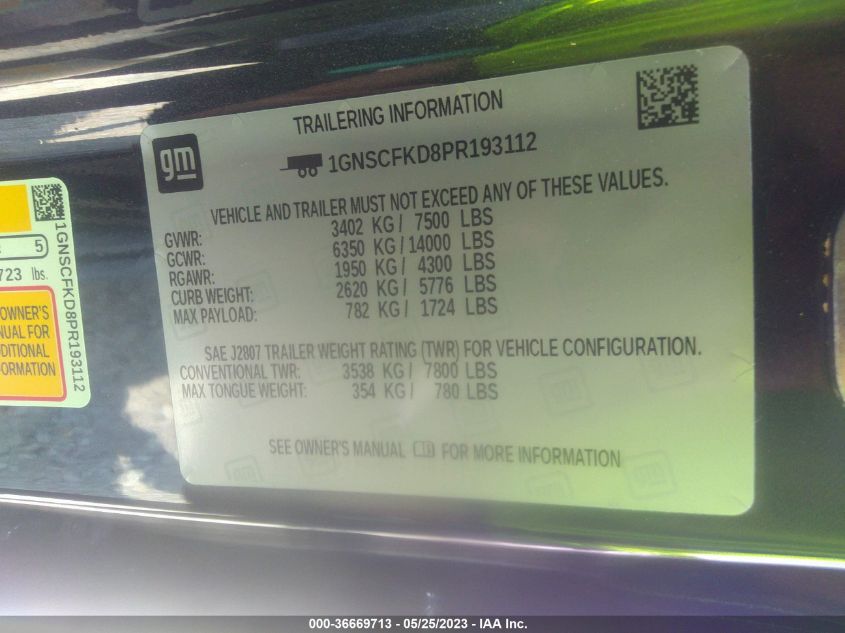 TRAILERING INFORMATION
gm
1GNSCFKD8PR193112
VEHICLE AND TRAILER MUST NOT EXCEED ANY OF THESE VALUES.
GVWR: 3402 KG / 7500 LBS
GCWR: 6350 KG / 14000 LBS
RGAWR: 1950 KG / 4300 LBS
CURB WEIGHT: 2620 KG / 5776 LBS
MAX PAYLOAD: 782 KG / 1724 LBS
SAE J2807 TRAILER WEIGHT RATING (TWR) FOR VEHICLE CONFIGURATION.
CONVENTIONAL TWR: 3538 KG / 7800 LBS
MAX TONGUE WEIGHT: 354 KG / 780 LBS
SEE OWNER'S MANUAL FOR MORE INFORMATION
5
723 lbs.
OWNER'S
FOR
1GNSCFKD8PR193112
000-36669713 - 05/25/2023 - IAA Inc.